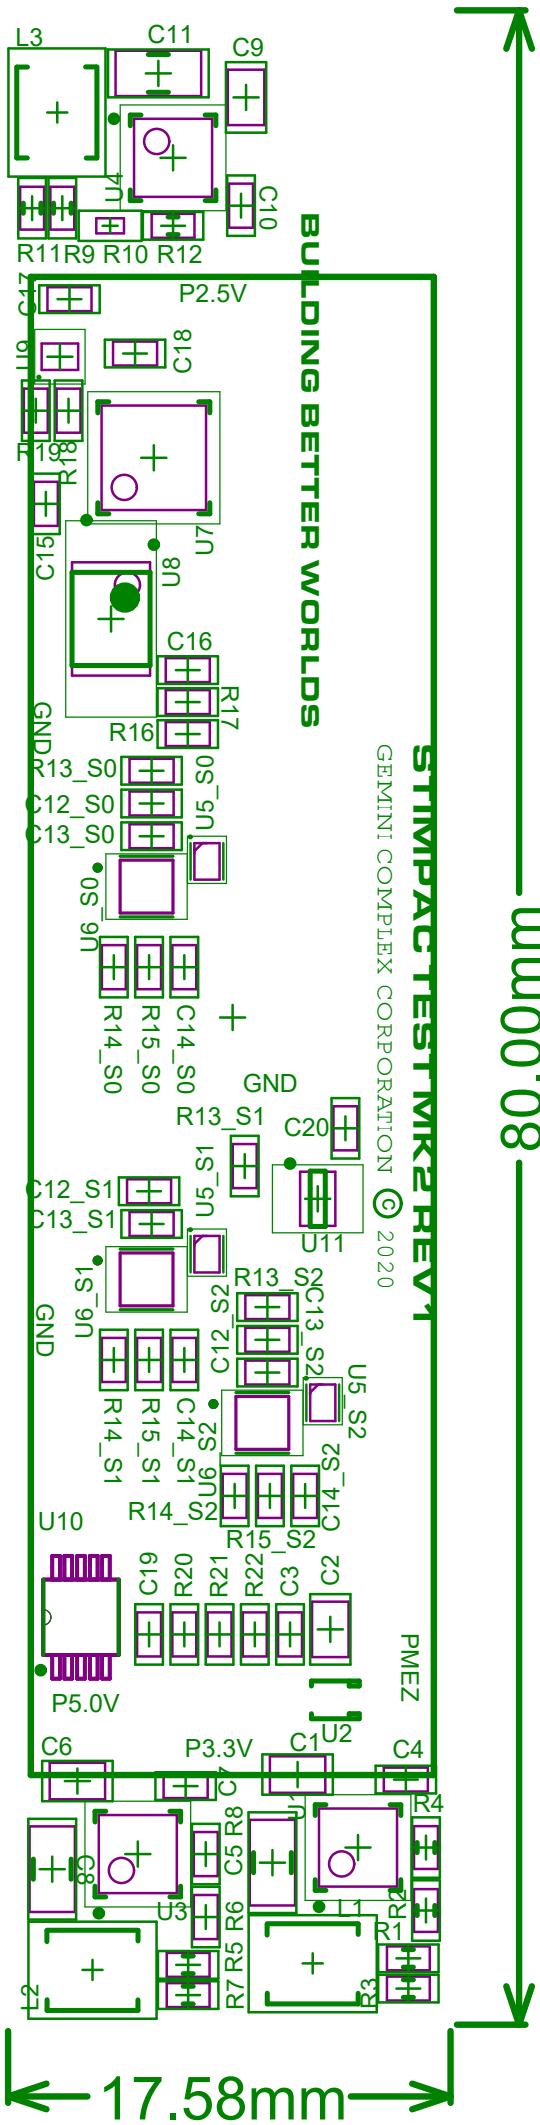 L3
C11
C9
U4
C10
R11
R9
R10
R12
C17
P2.5V
BUILDING BETTER WORLDS
U9
C18
R19
R18
U7
C15
U8
C16
R17
GND
R16
R13_S0
U5_S0
C12_S0
C13_S0
STIMPAC TEST MK2 REV1
GEMINI COMPLEX CORPORATION © 2020
U6_S0
R14_S0
R15_S0
C14_S0
80.00mm
GND
R13_S1
C20
U5_S1
C12_S1
C13_S1
U11
U6_S1
R13_S2
C12_S2
C13_S2
GND
U5_S2
R14_S1
R15_S1
C14_S1
U6_S2
C14_S2
R14_S2
R15_S2
U10
C19
R20
R21
R22
C3
C2
PMEZ
P5.0V
U2
C6
P3.3V
C1
C4
C7
U1
R4
R8
C8
C5
R2
U3
R6
L1
R1
R5
L2
R7
R3
17.58mm